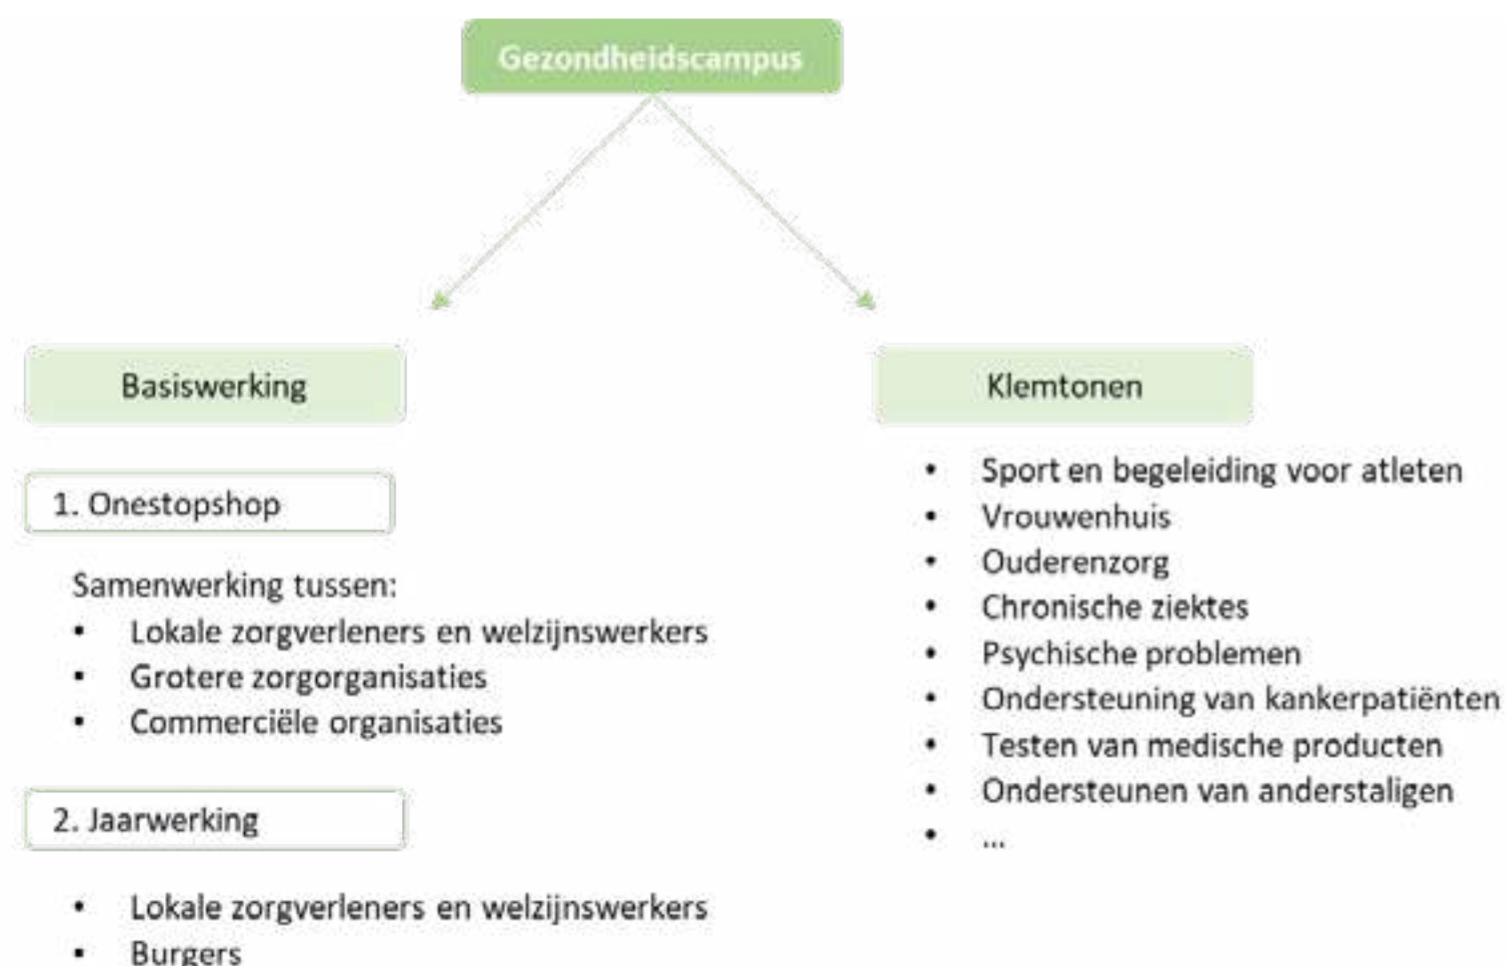 Gezondheidscampus
Basiswerking
1. Onestopshop
Samenwerking tussen:
• Lokale zorgverleners en welzijnswerkers
• Grotere zorgorganisaties
• Commerciële organisaties
2. Jaarwerking
• Lokale zorgverleners en welzijnswerkers
• Burgers
Klemtonen
• Sport en begeleiding voor atleten
• Vrouwenhuis
• Ouderenzorg
• Chronische ziektes
• Psychische problemen
• Ondersteuning van kankerpatiënten
• Testen van medische producten
• Ondersteunen van anderstaligen
• ...